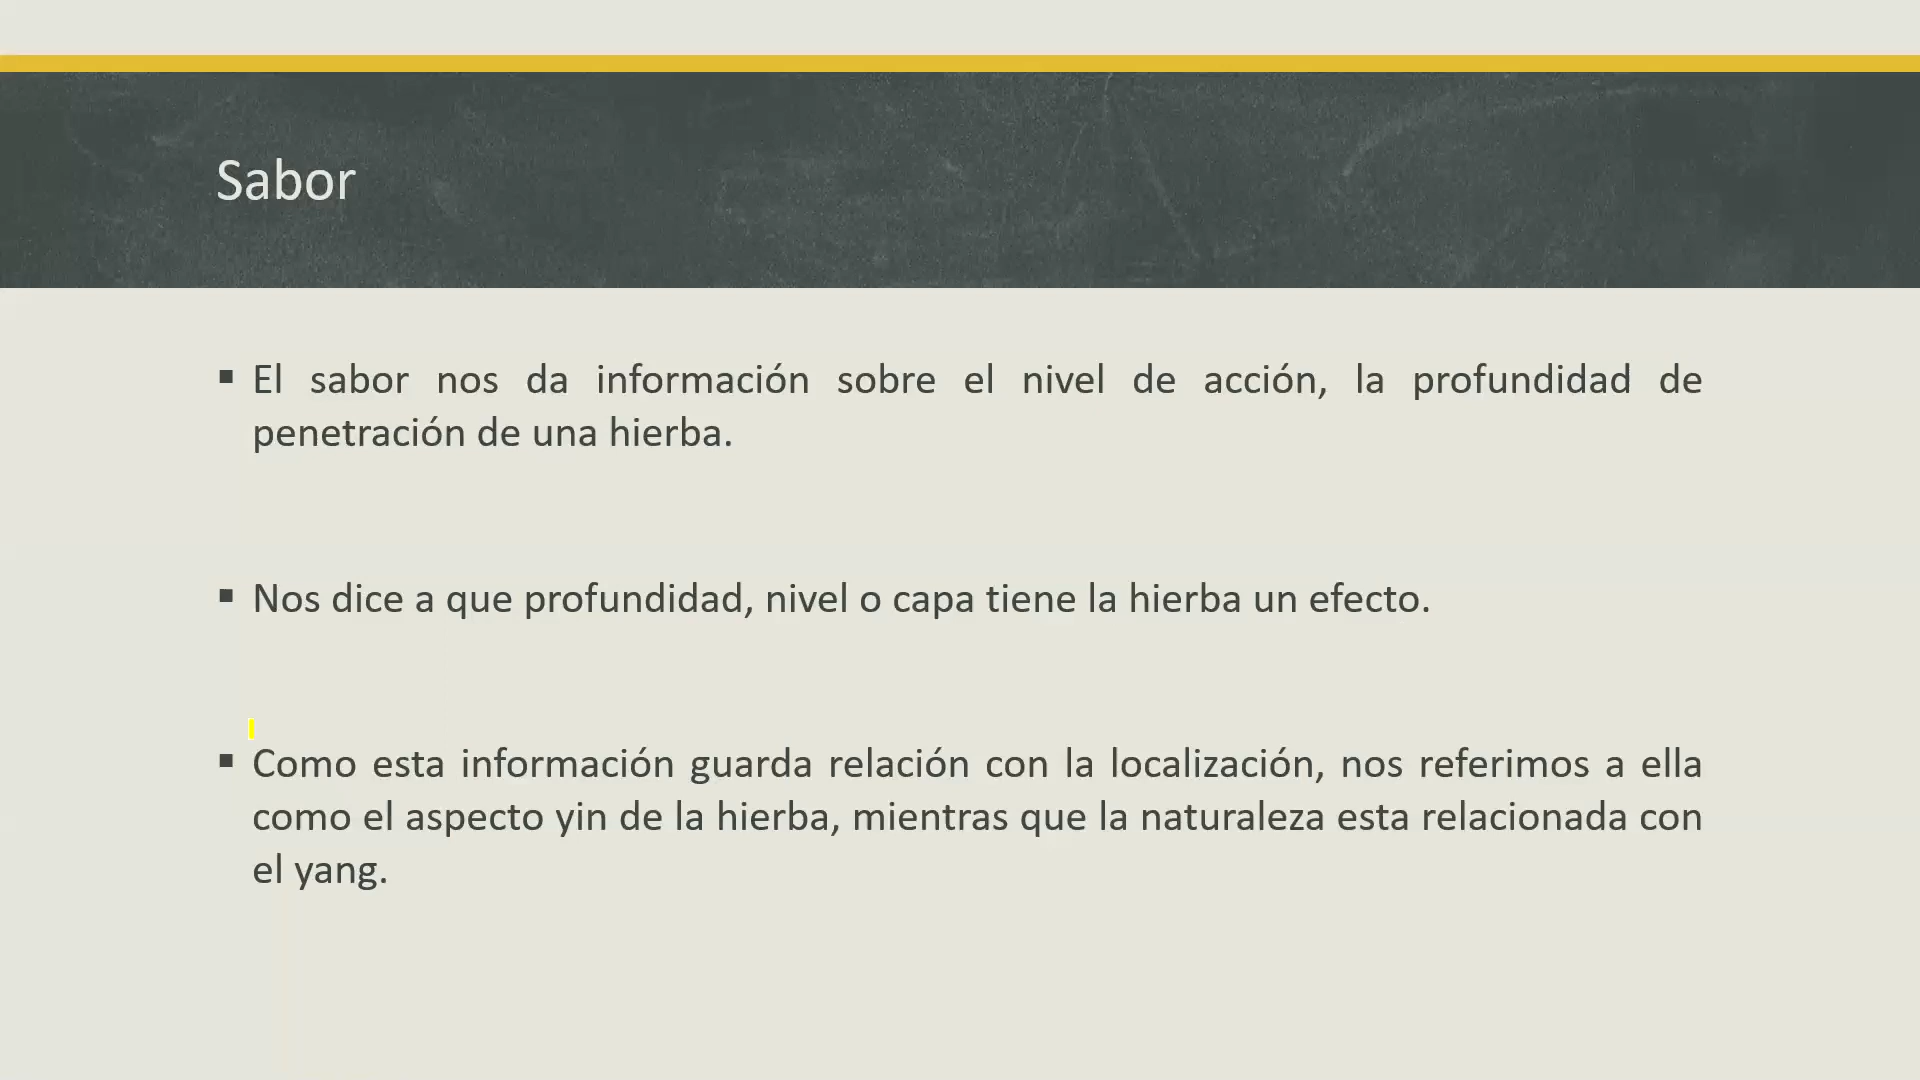 Sabor
▪ El sabor nos da información sobre el nivel de acción, la profundidad de
penetración de una hierba.
▪ Nos dice a que profundidad, nivel o capa tiene la hierba un efecto.
▪ Como esta información guarda relación con la localización, nos referimos a ella
como el aspecto yin de la hierba, mientras que la naturaleza esta relacionada con
el yang.